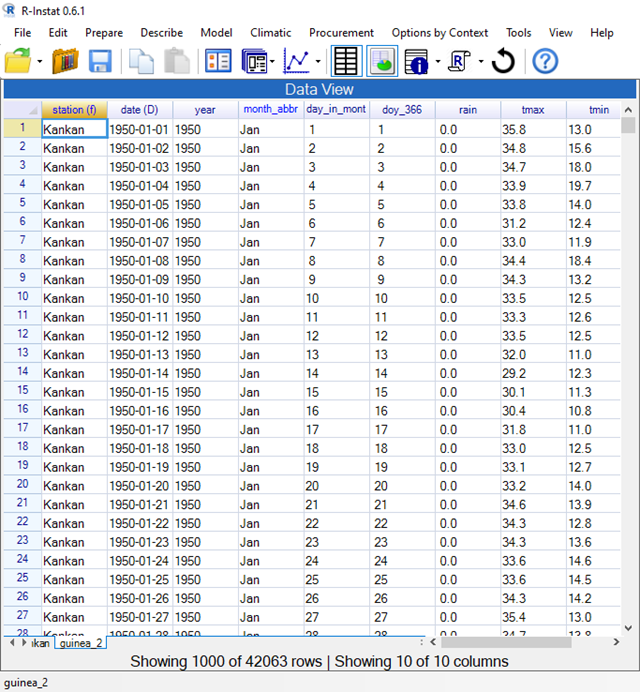 R-Instat 0.6.1
File Edit Prepare Describe Model Climatic Procurement Options by Context Tools View Help
Data View
station (f) date (D) year month_abbr day_in_mont doy_366 rain tmax tmin
1 Kankan 1950-01-01 1950 Jan 1 1 0.0 35.8 13.0
2 Kankan 1950-01-02 1950 Jan 2 2 0.0 34.8 15.6
3 Kankan 1950-01-03 1950 Jan 3 3 0.0 34.7 18.0
4 Kankan 1950-01-04 1950 Jan 4 4 0.0 33.9 19.7
5 Kankan 1950-01-05 1950 Jan 5 5 0.0 33.8 14.0
6 Kankan 1950-01-06 1950 Jan 6 6 0.0 31.2 12.4
7 Kankan 1950-01-07 1950 Jan 7 7 0.0 33.0 11.9
8 Kankan 1950-01-08 1950 Jan 8 8 0.0 34.4 18.4
9 Kankan 1950-01-09 1950 Jan 9 9 0.0 34.3 13.2
10 Kankan 1950-01-10 1950 Jan 10 10 0.0 33.5 12.5
11 Kankan 1950-01-11 1950 Jan 11 11 0.0 33.3 12.6
12 Kankan 1950-01-12 1950 Jan 12 12 0.0 33.5 12.5
13 Kankan 1950-01-13 1950 Jan 13 13 0.0 32.0 11.0
14 Kankan 1950-01-14 1950 Jan 14 14 0.0 29.2 12.3
15 Kankan 1950-01-15 1950 Jan 15 15 0.0 30.1 11.3
16 Kankan 1950-01-16 1950 Jan 16 16 0.0 30.4 10.8
17 Kankan 1950-01-17 1950 Jan 17 17 0.0 31.8 11.0
18 Kankan 1950-01-18 1950 Jan 18 18 0.0 33.0 12.5
19 Kankan 1950-01-19 1950 Jan 19 19 0.0 33.1 12.7
20 Kankan 1950-01-20 1950 Jan 20 20 0.0 33.2 14.0
21 Kankan 1950-01-21 1950 Jan 21 21 0.0 34.6 13.9
22 Kankan 1950-01-22 1950 Jan 22 22 0.0 34.3 12.8
23 Kankan 1950-01-23 1950 Jan 23 23 0.0 34.3 13.6
24 Kankan 1950-01-24 1950 Jan 24 24 0.0 33.6 14.6
25 Kankan 1950-01-25 1950 Jan 25 25 0.0 33.6 14.5
26 Kankan 1950-01-26 1950 Jan 26 26 0.0 34.3 14.2
27 Kankan 1950-01-27 1950 Jan 27 27 0.0 35.4 13.0
28 Kankan 1950-01-28 1950 Jan 28 28 0.0 34.7 13.8
kan guinea_2
Showing 1000 of 42063 rows | Showing 10 of 10 columns
guinea_2